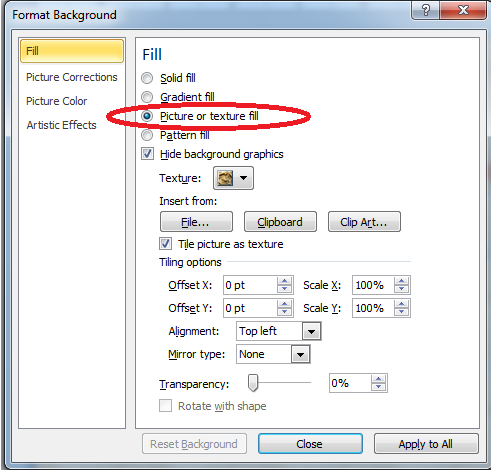 Format Background
Fill
Picture Corrections
Picture Color
Artistic Effects
Fill
Solid fill
Gradient fill
Picture or texture fill
Pattern fill
Hide background graphics
Texture:
Insert from:
File...
Clipboard
Clip Art...
Tile picture as texture
Tiling options
Offset X: 0 pt Scale X: 100%
Offset Y: 0 pt Scale Y: 100%
Alignment: Top left
Mirror type: None
Transparency: 0%
Rotate with shape
Reset Background Close Apply to All